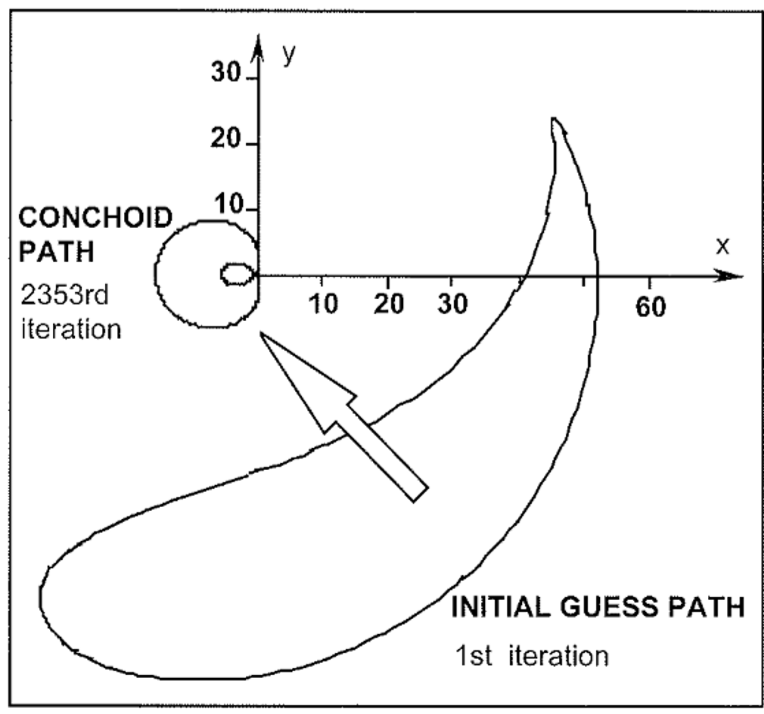 y
30
20
10
CONCHOID
PATH
2353rd
iteration
x
10 20 30 60
INITIAL GUESS PATH
1st iteration